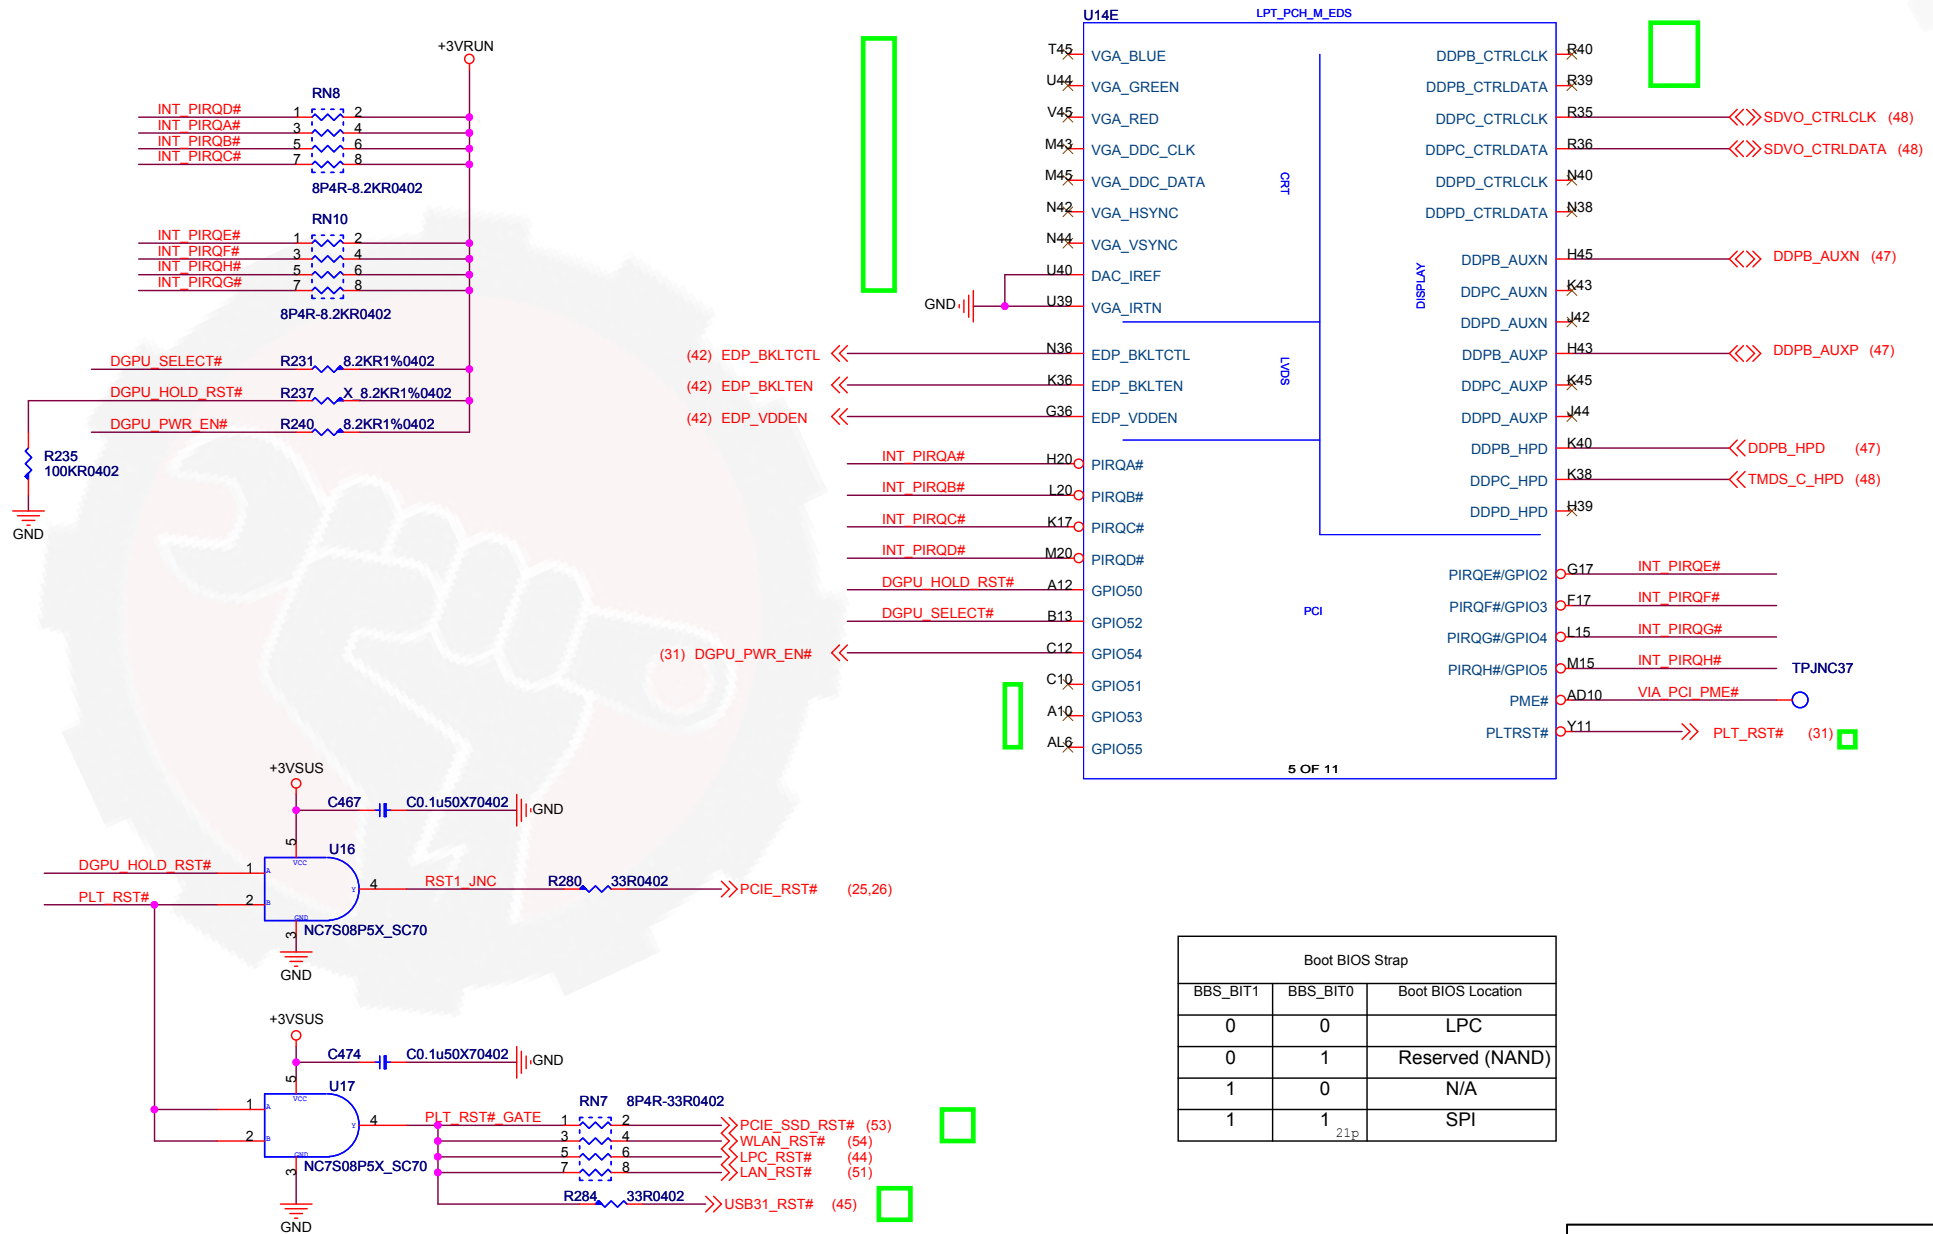 +3VRUN
RN8
INT_PIRQD# 1 2
INT_PIRQA# 3 4
INT_PIRQB# 5 6
INT_PIRQC# 7 8
8P4R-8.2KR0402
RN10
INT_PIRQE# 1 2
INT_PIRQF# 3 4
INT_PIRQH# 5 6
INT_PIRQG# 7 8
8P4R-8.2KR0402
DGPU_SELECT# R231 8.2KR1%0402
DGPU_HOLD_RST# R237 X_8.2KR1%0402
DGPU_PWR_EN# R240 8.2KR1%0402
R235
100KR0402
GND
U14E LPT_PCH_M_EDS
T45 VGA_BLUE DDPB_CTRLCLK R40
U44 VGA_GREEN DDPB_CTRLDATA R39
V45 VGA_RED DDPC_CTRLCLK R35 SDVO_CTRLCLK (48)
M43 VGA_DDC_CLK DDPC_CTRLDATA R36 SDVO_CTRLDATA (48)
M45 VGA_DDC_DATA CRT DDPD_CTRLCLK N40
N42 VGA_HSYNC DDPD_CTRLDATA N38
N44 VGA_VSYNC
DDPB_AUXN H45 DDPB_AUXN (47)
U40 DAC_IREF DISPLAY DDPC_AUXN K43
GND U39 VGA_IRTN DDPD_AUXN J42
(42) EDP_BKLTCTL N36 EDP_BKLTCTL LVDS DDPB_AUXP H43 DDPB_AUXP (47)
(42) EDP_BKLTEN K36 EDP_BKLTEN DDPC_AUXP K45
(42) EDP_VDDEN G36 EDP_VDDEN DDPD_AUXP J44
DDPB_HPD K40 DDPB_HPD (47)
INT_PIRQA# H20 PIRQA# DDPC_HPD K38 TMDS_C_HPD (48)
INT_PIRQB# L20 PIRQB# DDPD_HPD H39
INT_PIRQC# K17 PIRQC#
INT_PIRQD# M20 PIRQD#
PIRQE#/GPIO2 G17 INT_PIRQE#
DGPU_HOLD_RST# A12 GPIO50 PCI PIRQF#/GPIO3 F17 INT_PIRQF#
DGPU_SELECT# B13 GPIO52 PIRQG#/GPIO4 L15 INT_PIRQG#
(31) DGPU_PWR_EN# C12 GPIO54 PIRQH#/GPIO5 M15 INT_PIRQH# TPJNC37
C10 GPIO51 PME# AD10 VIA_PCI_PME#
A10 GPIO53 PLTRST# Y11 PLT_RST# (31)
AL6 GPIO55
5 OF 11
+3VSUS
C467 C0.1u50X70402 GND
5 U16
VCC
DGPU_HOLD_RST# 1 A
Y 4 RST1_JNC R280 33R0402 PCIE_RST# (25,26)
PLT_RST# 2 B
GND
3 NC7S08P5X_SC70
GND
+3VSUS
C474 C0.1u50X70402 GND
5 U17
VCC
RN7 8P4R-33R0402
1 A
Y 4 PLT_RST#_GATE 1 2 PCIE_SSD_RST# (53)
2 B 3 4 WLAN_RST# (54)
5 6 LPC_RST# (44)
GND
3 NC7S08P5X_SC70 7 8 LAN_RST# (51)
R284 33R0402 USB31_RST# (45)
GND
Boot BIOS Strap
BBS_BIT1 BBS_BIT0 Boot BIOS Location
0 0 LPC
0 1 Reserved (NAND)
1 0 N/A
1 1 SPI
21p